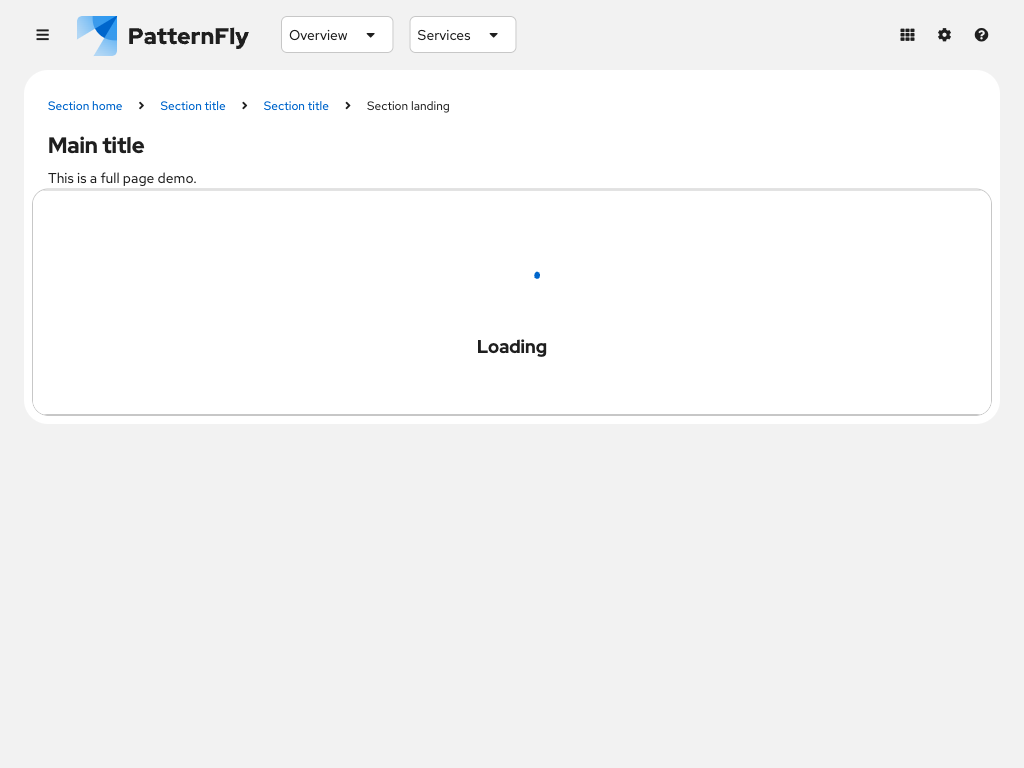 PatternFly Overview Services
Section home Section title Section title Section landing
Main title
This is a full page demo.
Loading